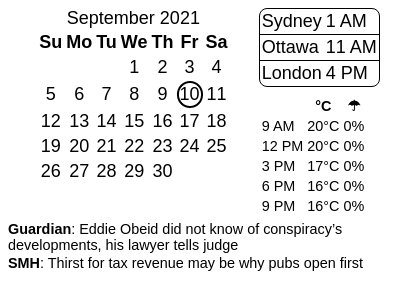 September 2021
Su Mo Tu We Th Fr Sa
1 2 3 4
5 6 7 8 9 10 11
12 13 14 15 16 17 18
19 20 21 22 23 24 25
26 27 28 29 30
Sydney 1 AM
Ottawa 11 AM
London 4 PM
°C ☂
9 AM 20°C 0%
12 PM 20°C 0%
3 PM 17°C 0%
6 PM 16°C 0%
9 PM 16°C 0%
Guardian: Eddie Obeid did not know of conspiracy’s
developments, his lawyer tells judge
SMH: Thirst for tax revenue may be why pubs open first